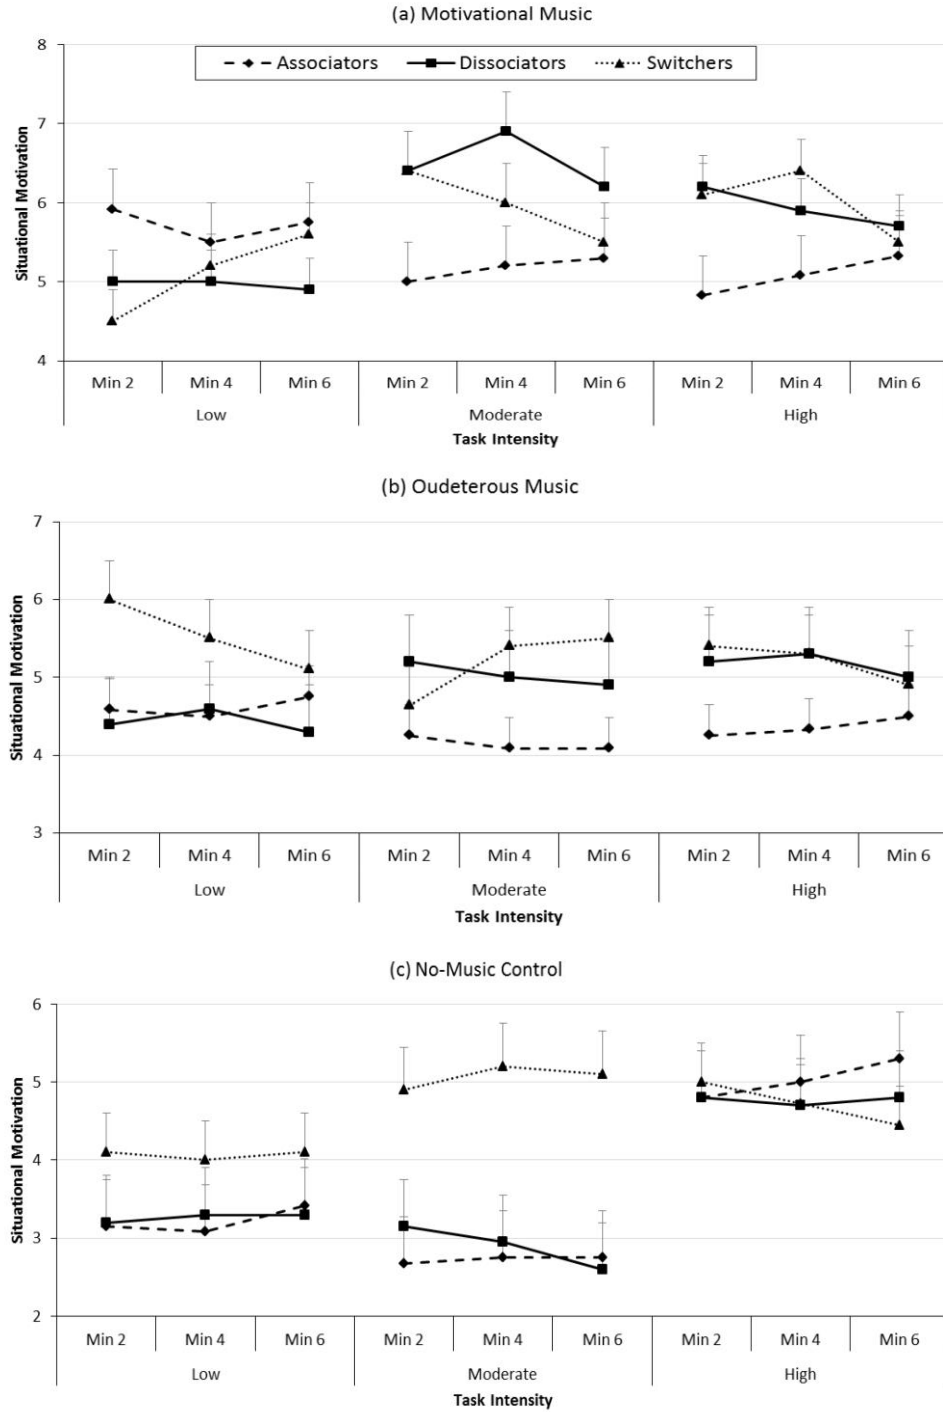 (a) Motivational Music
Associators Dissociators Switchers
Situational Motivation
8
7
6
5
4
Min 2 Min 4 Min 6 Min 2 Min 4 Min 6 Min 2 Min 4 Min 6
Low Moderate High
Task Intensity
(b) Oudeterous Music
Situational Motivation
7
6
5
4
3
Min 2 Min 4 Min 6 Min 2 Min 4 Min 6 Min 2 Min 4 Min 6
Low Moderate High
Task Intensity
(c) No-Music Control
Situational Motivation
6
5
4
3
2
Min 2 Min 4 Min 6 Min 2 Min 4 Min 6 Min 2 Min 4 Min 6
Low Moderate High
Task Intensity